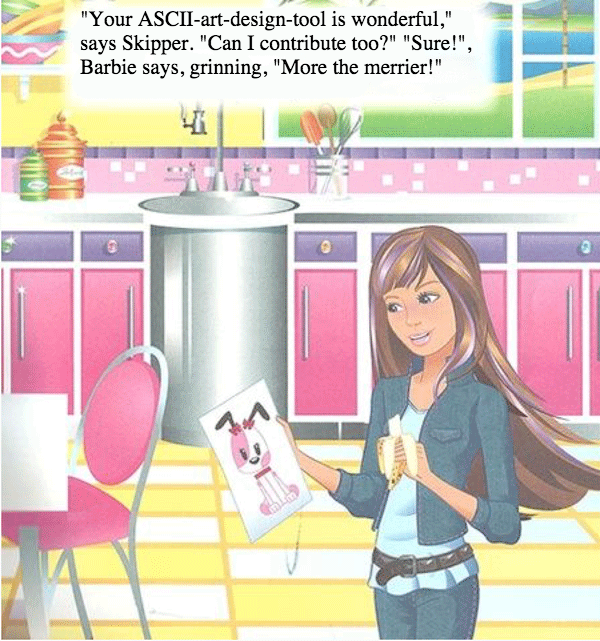 "Your ASCII-art-design-tool is wonderful,"
says Skipper. "Can I contribute too?" "Sure!",
Barbie says, grinning, "More the merrier!"